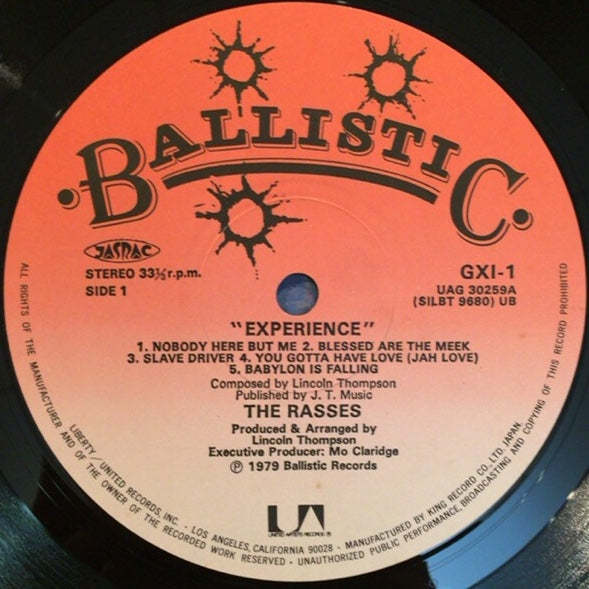 BALLISTIC
JASRAC
STEREO 33⅓ r.p.m.
SIDE 1
GXI-1
UAG 30259A
(SILBT 9680) UB
"EXPERIENCE"
1. NOBODY HERE BUT ME 2. BLESSED ARE THE MEEK
3. SLAVE DRIVER 4. YOU GOTTA HAVE LOVE (JAH LOVE)
5. BABYLON IS FALLING
Composed by Lincoln Thompson
Published by J. T. Music
THE RASSES
Produced & Arranged by
Lincoln Thompson
Executive Producer: Mo Claridge
℗ 1979 Ballistic Records
UA
UNITED ARTISTS RECORDS
LIBERTY/UNITED RECORDS, INC. - LOS ANGELES, CALIFORNIA 90028 - MANUFACTURED BY KING RECORD CO., LTD. JAPAN.
ALL RIGHTS OF THE MANUFACTURER AND OF THE OWNER OF THE RECORDED WORK RESERVED - UNAUTHORIZED PUBLIC PERFORMANCE, BROADCASTING AND COPYING OF THIS RECORD PROHIBITED